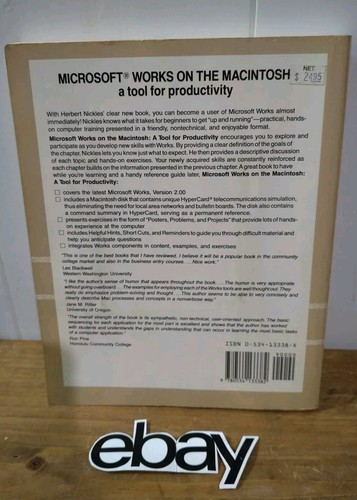 NET
$ 24.95
MICROSOFT® WORKS ON THE MACINTOSH
a tool for productivity
With Herbert Nickles' clear new book, you can become a user of Microsoft Works almost
immediately! Nickles knows what it takes for beginners to get "up and running"—practical, hands-
on computer training presented in a friendly, nontechnical, and enjoyable format.
Microsoft Works on the Macintosh: A Tool for Productivity encourages you to explore and
participate as you develop new skills with Works. By providing a clear definition of the goals of
the chapter, Nickles lets you know just what to expect. He then provides a descriptive discussion
of each topic and hands-on exercises. Your newly acquired skills are constantly reinforced as
each chapter builds on the information presented in the previous chapter. A great book to have
while you're learning and a handy reference guide later, Microsoft Works on the Macintosh:
A Tool for Productivity:
covers the latest Microsoft Works, Version 2.00
includes a Macintosh disk that contains unique HyperCard® telecommunications simulation,
thus eliminating the need for local area networks and bulletin boards. The disk also contains
a command summary in HyperCard, serving as a permanent reference.
presents exercises in the form of "Posters, Problems, and Projects" that provide lots of hands-
on experience at the computer
includes Helpful Hints, Short Cuts, and Reminders to guide you through difficult material and
help you anticipate questions
integrates Works components in content, examples, and exercises
"This is one of the best books that I have reviewed. I believe it will be a popular book in the community
college market and also in the business entry courses. . . .Nice work."
Les Blackwell
Western Washington University
"I like the author's sense of humor that appears throughout the book. . . .The humor is very appropriate
without going overboard. . . .The examples for employing each of the Works tools are well thought out. They
really do emphasize problem-solving and thought. . . .This author seems to be able to very concisely and
clearly describe Mac processes and concepts in a nonverbose way."
Jane M. Ritter
University of Oregon
"The overall strength of the book is its sympathetic, non-technical, user-oriented approach. The basic
sequencing for each application for the most part is excellent and shows that the author has worked
with students and understands the gaps in understanding that can occur in learning the most basic tasks
of a computer application."
Ron Pine
Honolulu Community College
ISBN 0-534-13338-X
90000
9 780534 133382
ebay